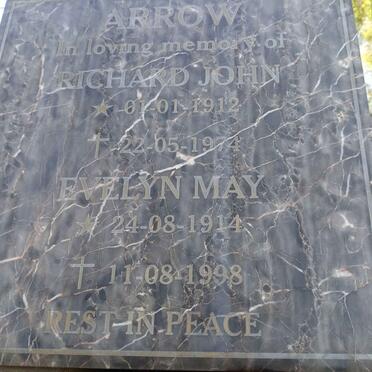 ARROW
In loving memory of
RICHARD JOHN
★ 01-01-1912
† 22-05-1974
EVELYN MAY
★ 24-08-1914
† 11-08-1998
REST IN PEACE